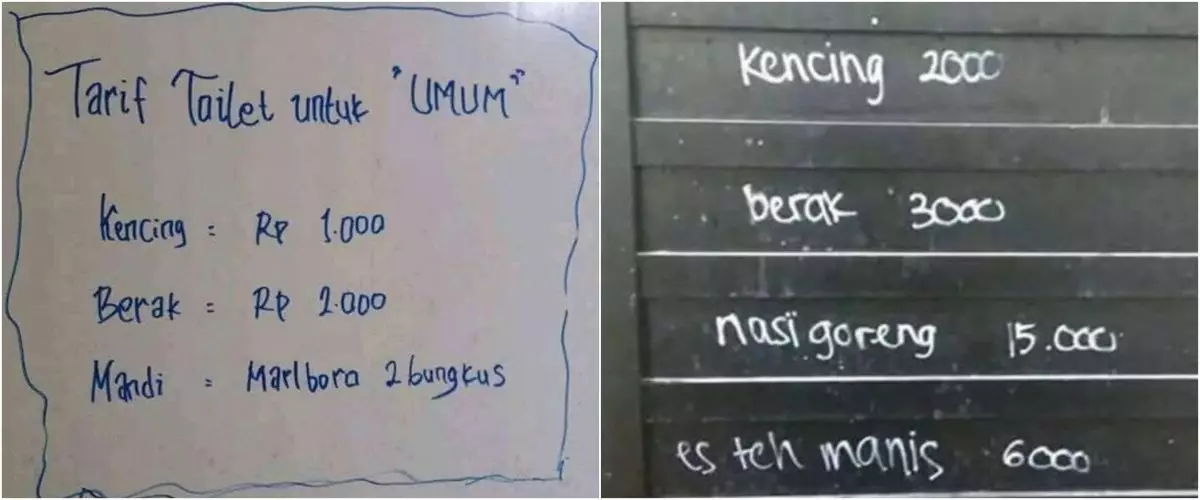 Tarif Toilet untuk "UMUM"
Kencing = Rp 1.000
Berak = Rp 2.000
Mandi = Marlboro 2 bungkus
kencing 2000
berak 3000
nasi goreng 15.000
es teh manis 6000